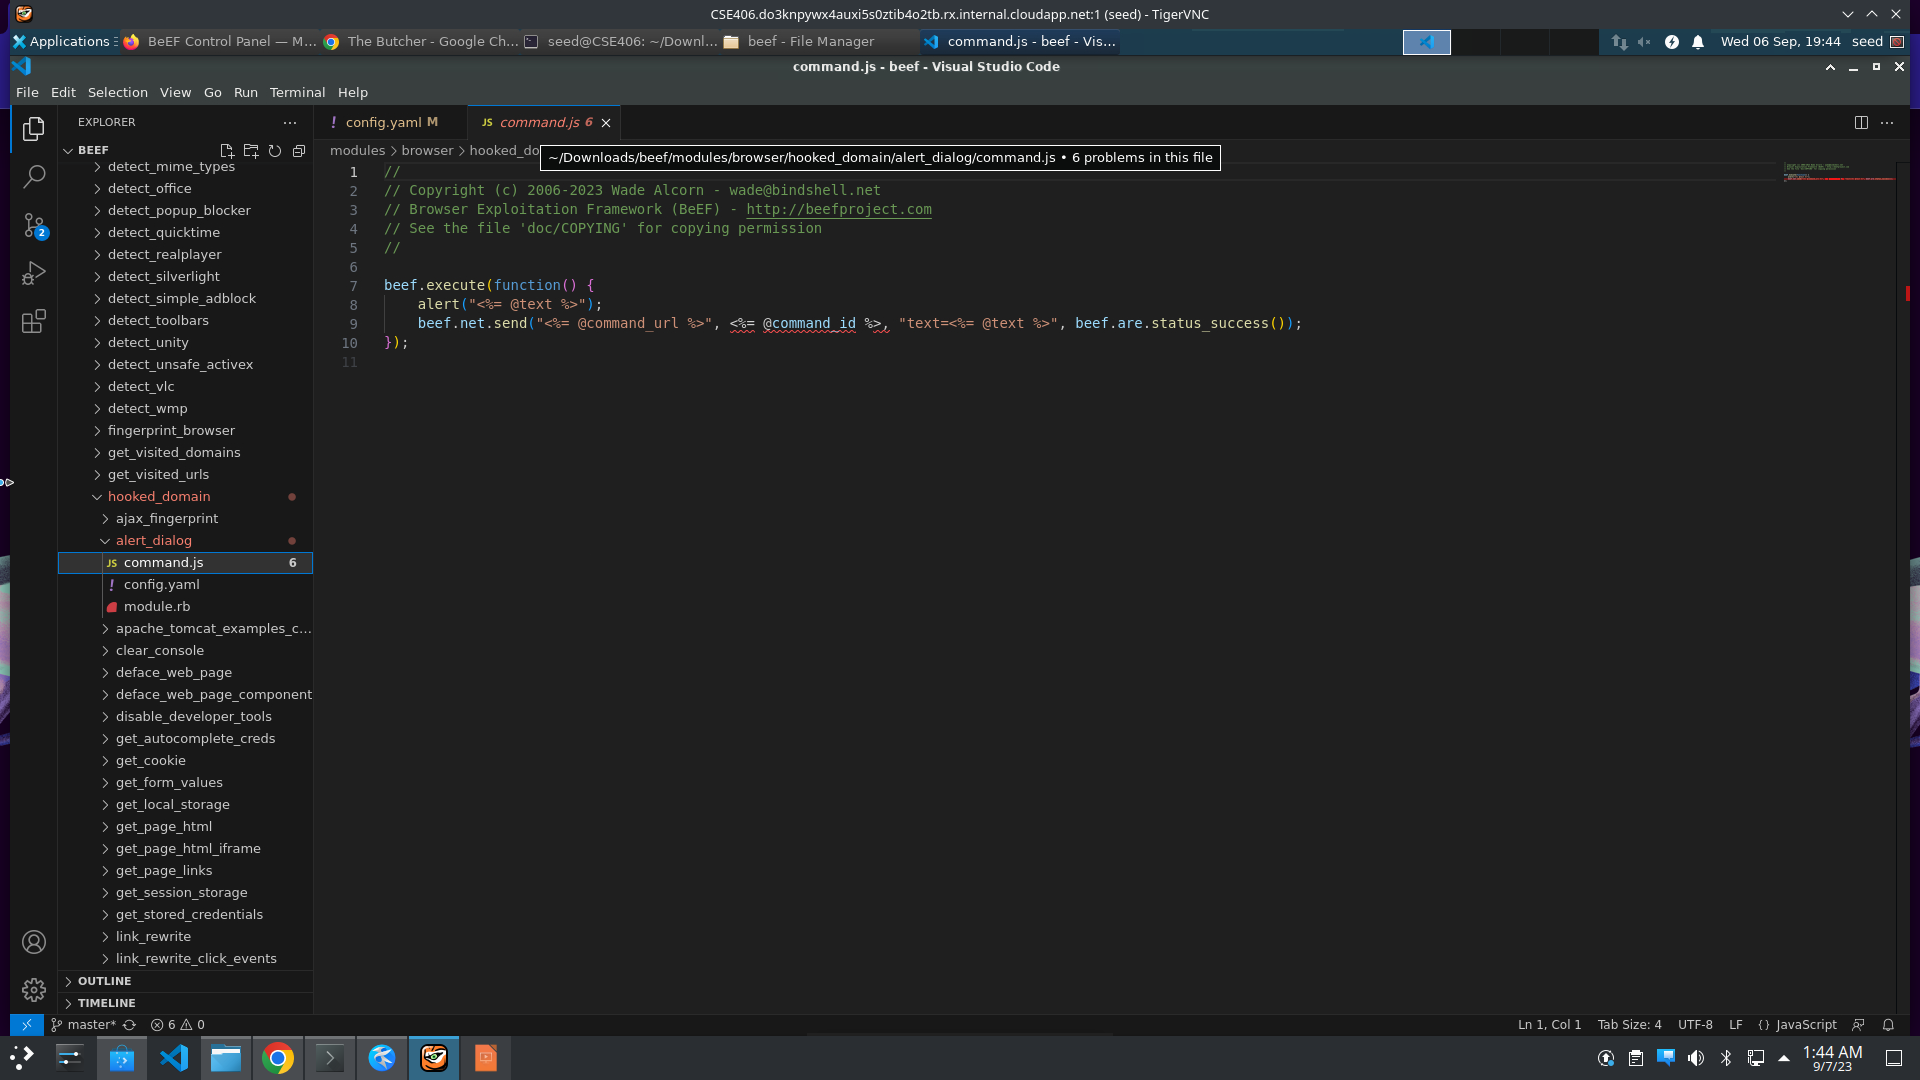 CSE406.do3knpywx4auxi5s0ztib4o2tb.rx.internal.cloudapp.net:1 (seed) - TigerVNC
Applications
BeEF Control Panel — M...
The Butcher - Google Ch...
seed@CSE406: ~/Downl...
beef - File Manager
command.js - beef - Vis...
Wed 06 Sep, 19:44 seed
command.js - beef - Visual Studio Code
File Edit Selection View Go Run Terminal Help
EXPLORER
BEEF
detect_mime_types
detect_office
detect_popup_blocker
detect_quicktime
detect_realplayer
detect_silverlight
detect_simple_adblock
detect_toolbars
detect_unity
detect_unsafe_activex
detect_vlc
detect_wmp
fingerprint_browser
get_visited_domains
get_visited_urls
hooked_domain
ajax_fingerprint
alert_dialog
JS command.js 6
! config.yaml
module.rb
apache_tomcat_examples_c...
clear_console
deface_web_page
deface_web_page_component
disable_developer_tools
get_autocomplete_creds
get_cookie
get_form_values
get_local_storage
get_page_html
get_page_html_iframe
get_page_links
get_session_storage
get_stored_credentials
link_rewrite
link_rewrite_click_events
OUTLINE
TIMELINE
2
! config.yaml M
JS command.js 6
modules > browser > hooked_do
~/Downloads/beef/modules/browser/hooked_domain/alert_dialog/command.js • 6 problems in this file
1 //
2 // Copyright (c) 2006-2023 Wade Alcorn - wade@bindshell.net
3 // Browser Exploitation Framework (BeEF) - http://beefproject.com
4 // See the file 'doc/COPYING' for copying permission
5 //
6
7 beef.execute(function() {
8 alert("<%= @text %>");
9 beef.net.send("<%= @command_url %>", <%= @command_id %>, "text=<%= @text %>", beef.are.status_success());
10 });
11
master* 6 0
Ln 1, Col 1 Tab Size: 4 UTF-8 LF {} JavaScript
1:44 AM
9/7/23